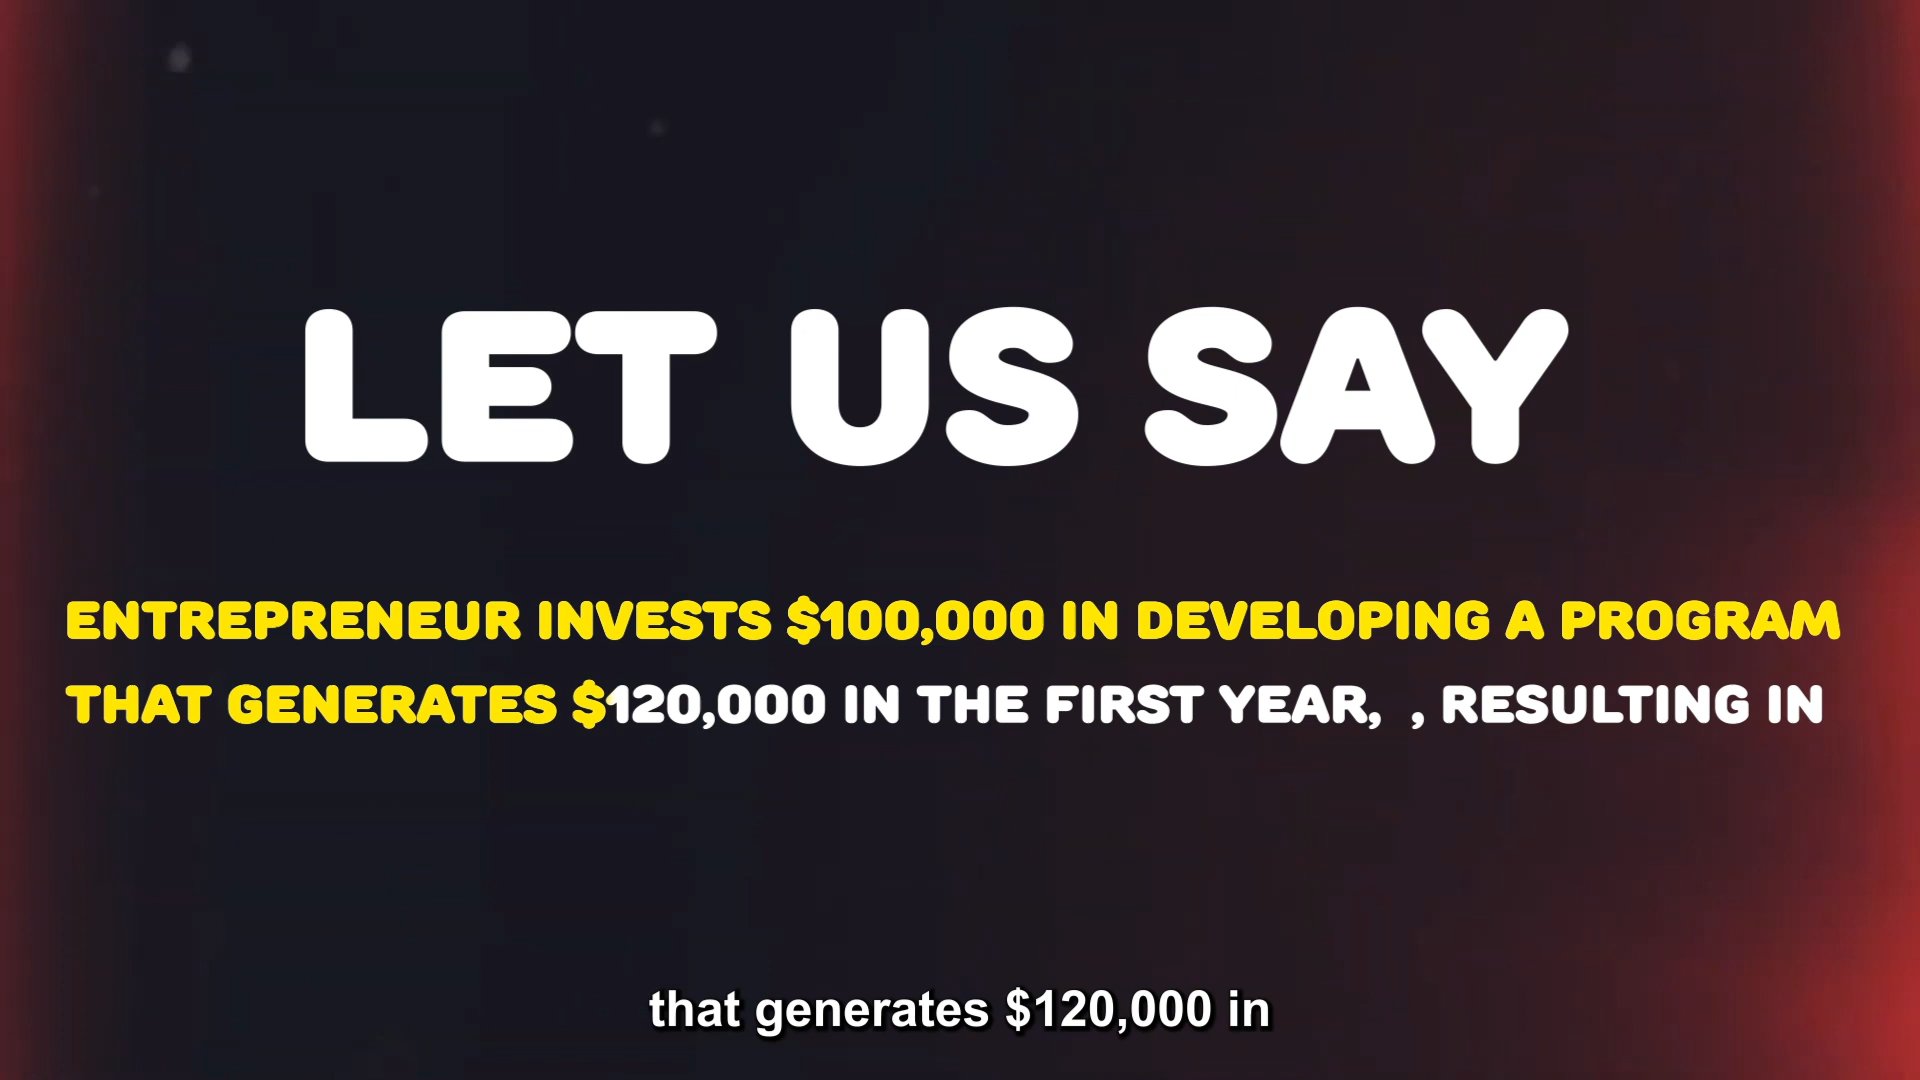 LET US SAY
ENTREPRENEUR INVESTS $100,000 IN DEVELOPING A PROGRAM
THAT GENERATES $120,000 IN THE FIRST YEAR,  , RESULTING IN
that generates $120,000 in